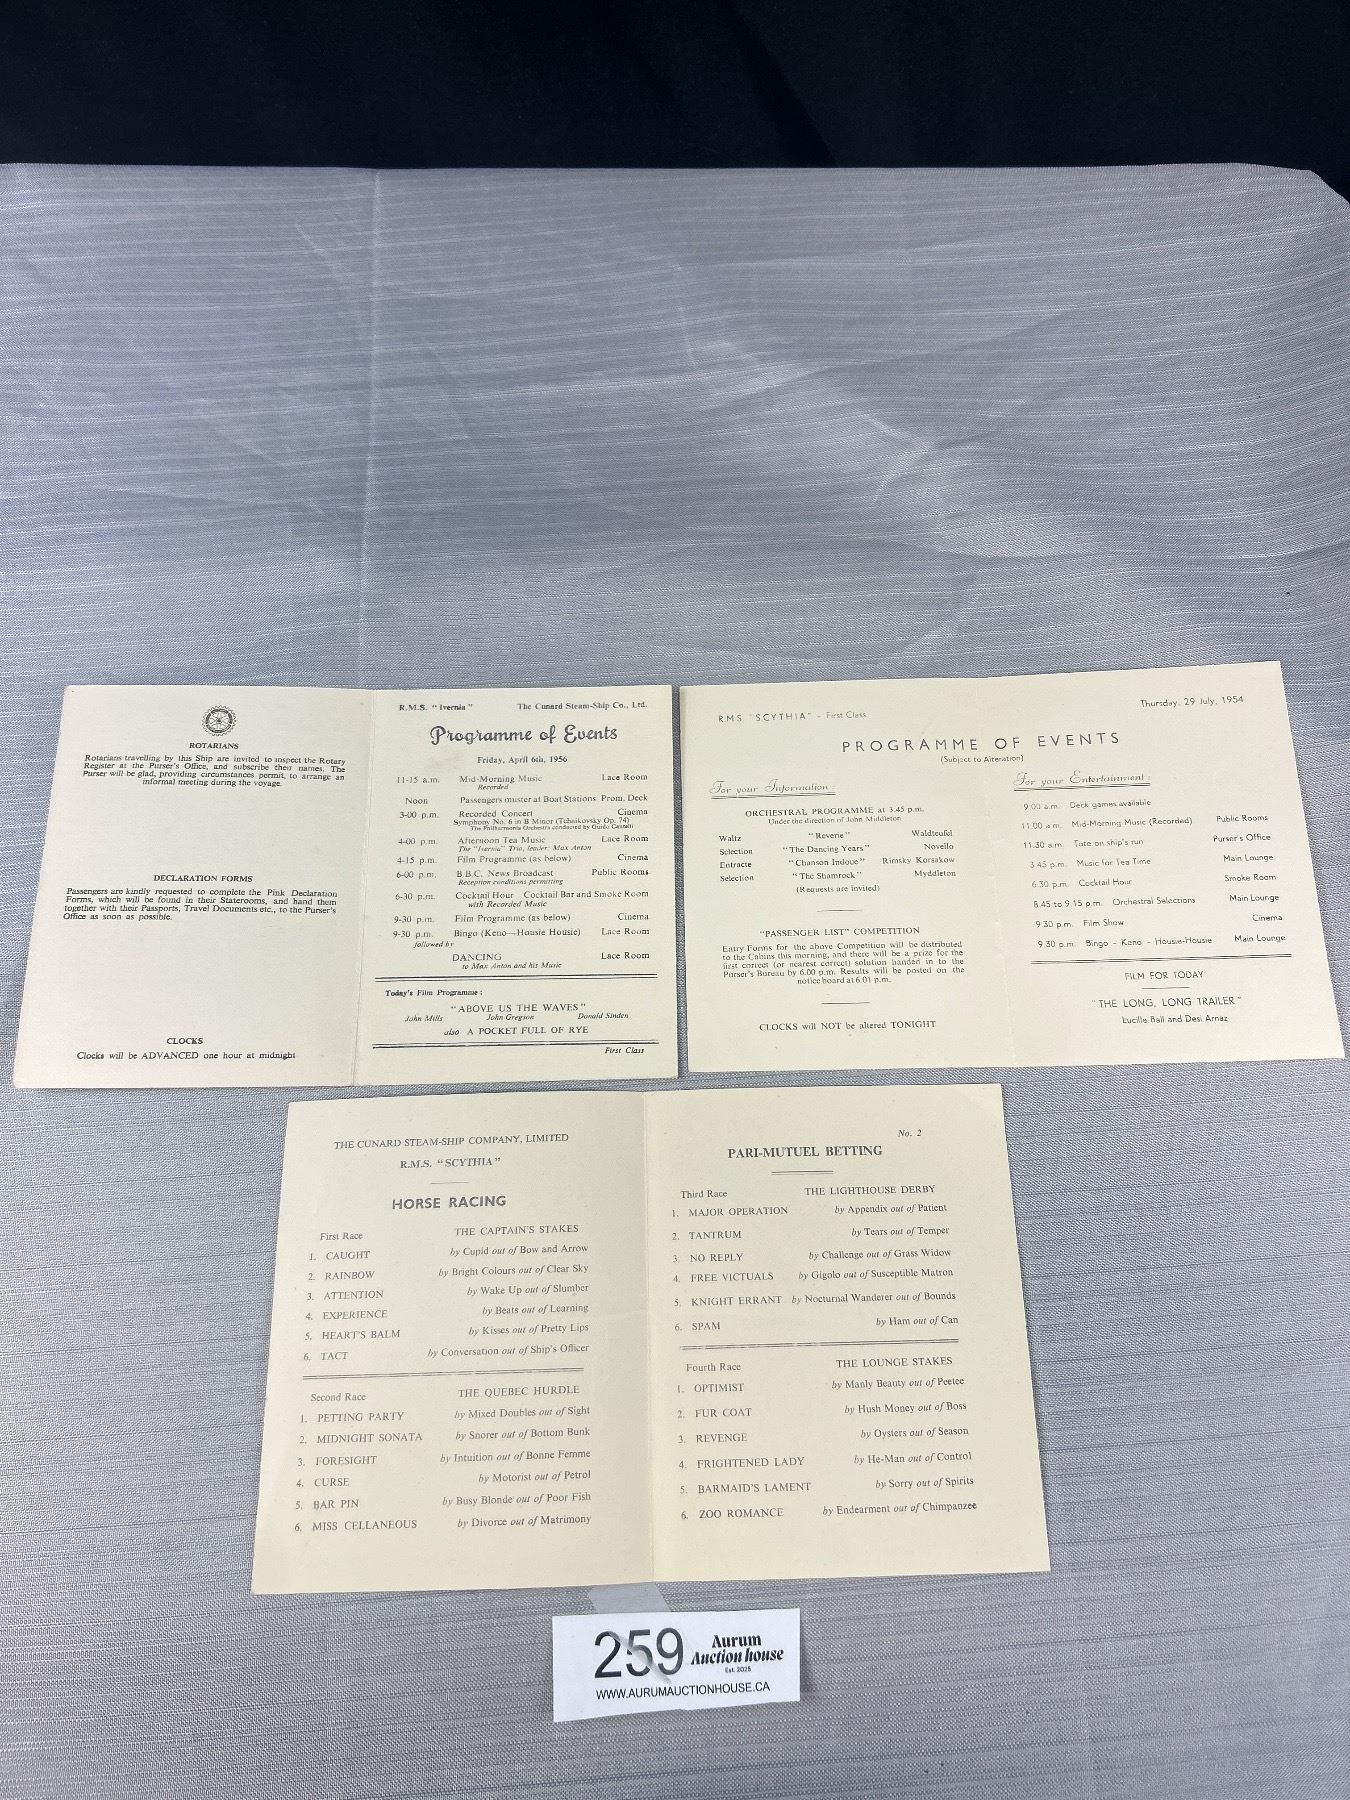 ROTARIANS
Rotarians travelling by this Ship are invited to inspect the Rotary
Register at the Purser's Office, and subscribe their names. The
Purser will be glad, providing circumstances permit, to arrange an
informal meeting during the voyage.
DECLARATION FORMS
Passengers are kindly requested to complete the Pink Declaration
Forms, which will be found in their Staterooms, and hand them
together with their Passports, Travel Documents etc., to the Purser's
Office as soon as possible.
CLOCKS
Clocks will be ADVANCED one hour at midnight
R.M.S. "Ivernia" The Cunard Steam-Ship Co., Ltd.
Programme of Events
Friday, April 6th, 1956
11-15 a.m. Mid-Morning Music Lace Room
Recorded
Noon Passengers muster at Boat Stations Prom. Deck
3-00 p.m. Recorded Concert Cinema
Symphony No. 6 in B Minor (Tchaikovsky Op. 74)
The Philharmonia Orchestra conducted by Guido Cantelli
4-00 p.m. Afternoon Tea Music Lace Room
The "Ivernia" Trio, leader: Max Anton
4-15 p.m. Film Programme (as below) Cinema
6-00 p.m. B.B.C. News Broadcast Public Rooms
Reception conditions permitting
6-30 p.m. Cocktail Hour Cocktail Bar and Smoke Room
with Recorded Music
9-30 p.m. Film Programme (as below) Cinema
9-30 p.m. Bingo (Keno—Housie Housie) Lace Room
followed by
DANCING Lace Room
to Max Anton and his Music
Today's Film Programme:
"ABOVE US THE WAVES"
John Mills John Gregson Donald Sinden
also A POCKET FULL OF RYE
First Class
R.M.S "SCYTHIA" - First Class
Thursday, 29 July, 1954
PROGRAMME OF EVENTS
(Subject to Alteration)
For your Information:
ORCHESTRAL PROGRAMME at 3.45 p.m.
Under the direction of John Middleton
Waltz "Reverie" Waldteufel
Selection "The Dancing Years" Novello
Entracte "Chanson Indoue" Rimsky Korsakow
Selection "The Shamrock" Myddleton
(Requests are invited)
"PASSENGER LIST" COMPETITION
Entry Forms for the above Competition will be distributed
to the Cabins this morning, and there will be a prize for the
first correct (or nearest correct) solution handed in to the
Purser's Bureau by 6.00 p.m. Results will be posted on the
notice board at 6.01 p.m.
CLOCKS will NOT be altered TONIGHT
For your Entertainment:
9.00 a.m. Deck games available
11.00 a.m. Mid-Morning Music (Recorded) Public Rooms
11.30 a.m. Tote on ship's run Purser's Office
3.45 p.m. Music for Tea Time Main Lounge
6.30 p.m. Cocktail Hour Smoke Room
8.45 to 9.15 p.m. Orchestral Selections Main Lounge
9.30 p.m. Film Show Cinema
9.30 p.m. Bingo - Keno - Housie-Housie Main Lounge
FILM FOR TODAY
"THE LONG, LONG TRAILER"
Lucille Ball and Desi Arnaz
THE CUNARD STEAM-SHIP COMPANY, LIMITED
R.M.S. "SCYTHIA"
HORSE RACING
First Race THE CAPTAIN'S STAKES
1. CAUGHT by Cupid out of Bow and Arrow
2. RAINBOW by Bright Colours out of Clear Sky
3. ATTENTION by Wake Up out of Slumber
4. EXPERIENCE by Beats out of Learning
5. HEART'S BALM by Kisses out of Pretty Lips
6. TACT by Conversation out of Ship's Officer
Second Race THE QUEBEC HURDLE
1. PETTING PARTY by Mixed Doubles out of Sight
2. MIDNIGHT SONATA by Snorer out of Bottom Bunk
3. FORESIGHT by Intuition out of Bonne Femme
4. CURSE by Motorist out of Petrol
5. BAR PIN by Busy Blonde out of Poor Fish
6. MISS CELLANEOUS by Divorce out of Matrimony
No. 2
PARI-MUTUEL BETTING
Third Race THE LIGHTHOUSE DERBY
1. MAJOR OPERATION by Appendix out of Patient
2. TANTRUM by Tears out of Temper
3. NO REPLY by Challenge out of Grass Widow
4. FREE VICTUALS by Gigolo out of Susceptible Matron
5. KNIGHT ERRANT by Nocturnal Wanderer out of Bounds
6. SPAM by Ham out of Can
Fourth Race THE LOUNGE STAKES
1. OPTIMIST by Manly Beauty out of Peetee
2. FUR COAT by Hush Money out of Boss
3. REVENGE by Oysters out of Season
4. FRIGHTENED LADY by He-Man out of Control
5. BARMAID'S LAMENT by Sorry out of Spirits
6. ZOO ROMANCE by Endearment out of Chimpanzee
259 Aurum
Auction house
Est. 2025
WWW.AURUMAUCTIONHOUSE.CA